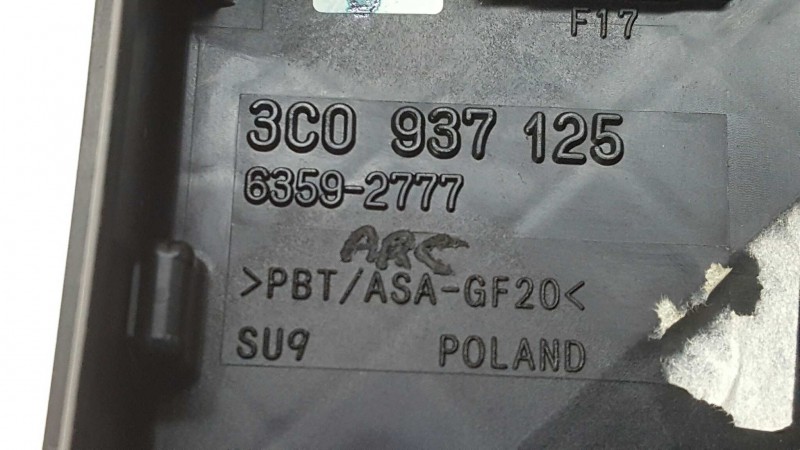 F17
3C0 937 125
6359-2777
ARC
>PBT/ASA-GF20<
SU9 POLAND